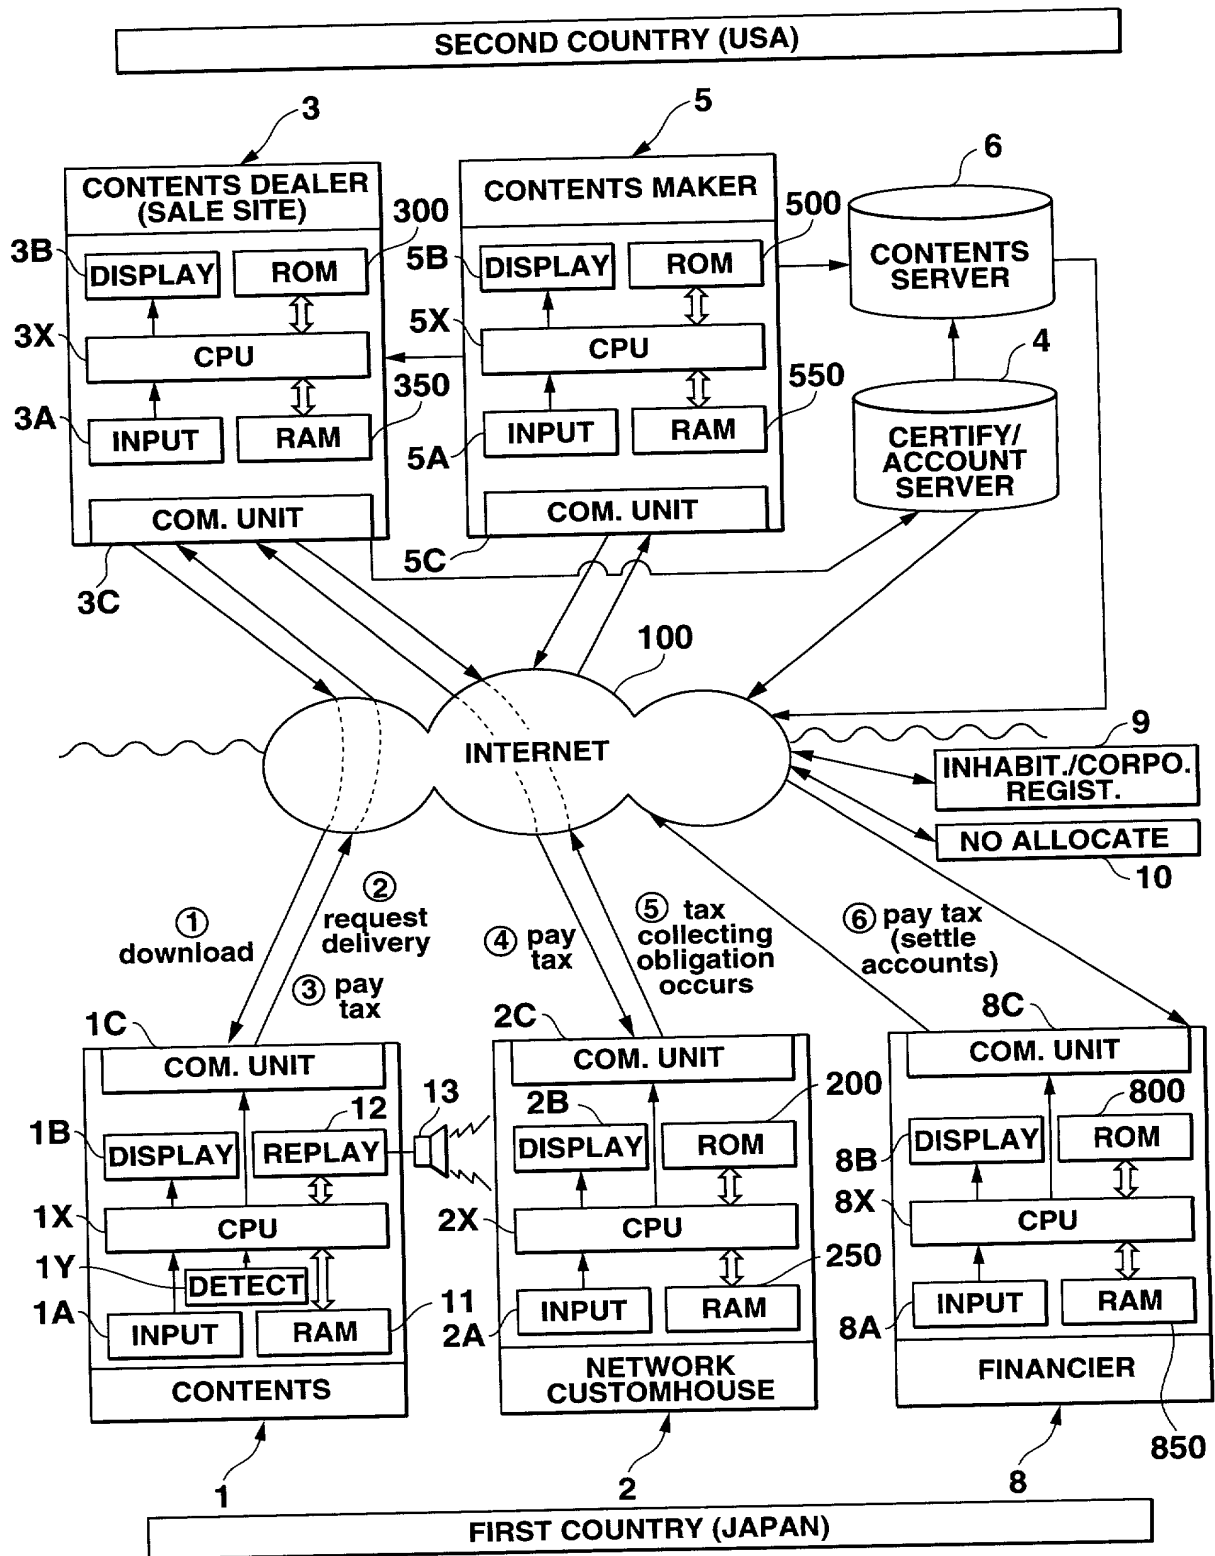 SECOND COUNTRY (USA)
3
5
6
CONTENTS DEALER
(SALE SITE)
300
3B
DISPLAY
ROM
3X
CPU
350
3A
INPUT
RAM
COM. UNIT
3C
CONTENTS MAKER
500
5B
DISPLAY
ROM
5X
CPU
550
5A
INPUT
RAM
COM. UNIT
5C
CONTENTS
SERVER
4
CERTIFY/
ACCOUNT
SERVER
100
INTERNET
9
INHABIT./CORPO.
REGIST.
NO ALLOCATE
10
①
download
②
request
delivery
③ pay
tax
④ pay
tax
⑤ tax
collecting
obligation
occurs
⑥ pay tax
(settle
accounts)
1C
COM. UNIT
12
13
1B
DISPLAY
REPLAY
1X
CPU
1Y
DETECT
1A
INPUT
RAM
11
CONTENTS
1
2C
COM. UNIT
200
2B
DISPLAY
ROM
2X
CPU
250
2A
INPUT
RAM
NETWORK
CUSTOMHOUSE
2
8C
COM. UNIT
800
8B
DISPLAY
ROM
8X
CPU
8A
INPUT
RAM
FINANCIER
850
8
FIRST COUNTRY (JAPAN)